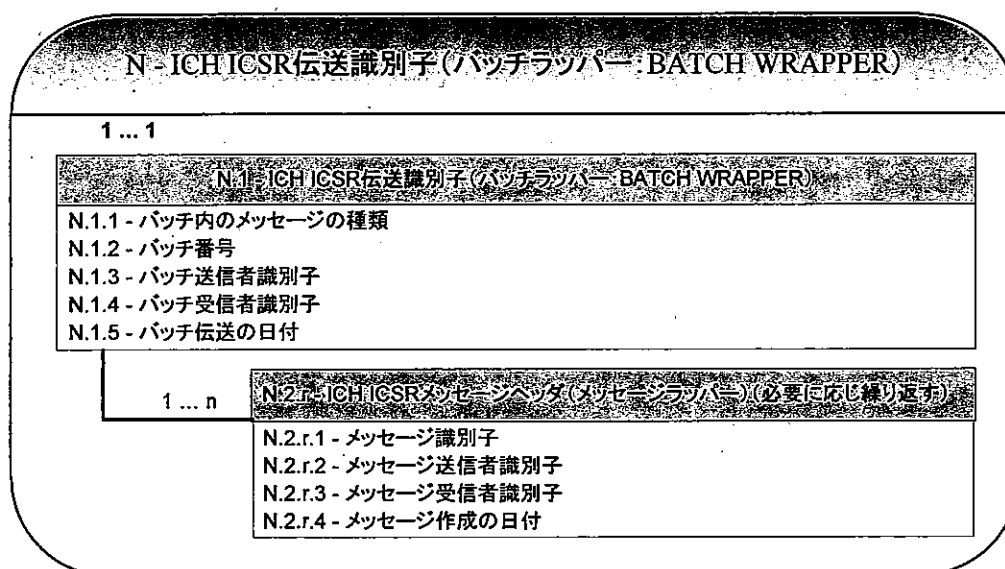 N - ICH ICSR伝送識別子(バッチラッパー:BATCH WRAPPER)
1 ... 1
N.1 - ICH ICSR伝送識別子(バッチラッパー:BATCH WRAPPER)
N.1.1 - バッチ内のメッセージの種類
N.1.2 - バッチ番号
N.1.3 - バッチ送信者識別子
N.1.4 - バッチ受信者識別子
N.1.5 - バッチ伝送の日付
1 ... n
N.2.r - ICH ICSRメッセージヘッダ(メッセージラッパー)(必要に応じ繰り返す)
N.2.r.1 - メッセージ識別子
N.2.r.2 - メッセージ送信者識別子
N.2.r.3 - メッセージ受信者識別子
N.2.r.4 - メッセージ作成の日付